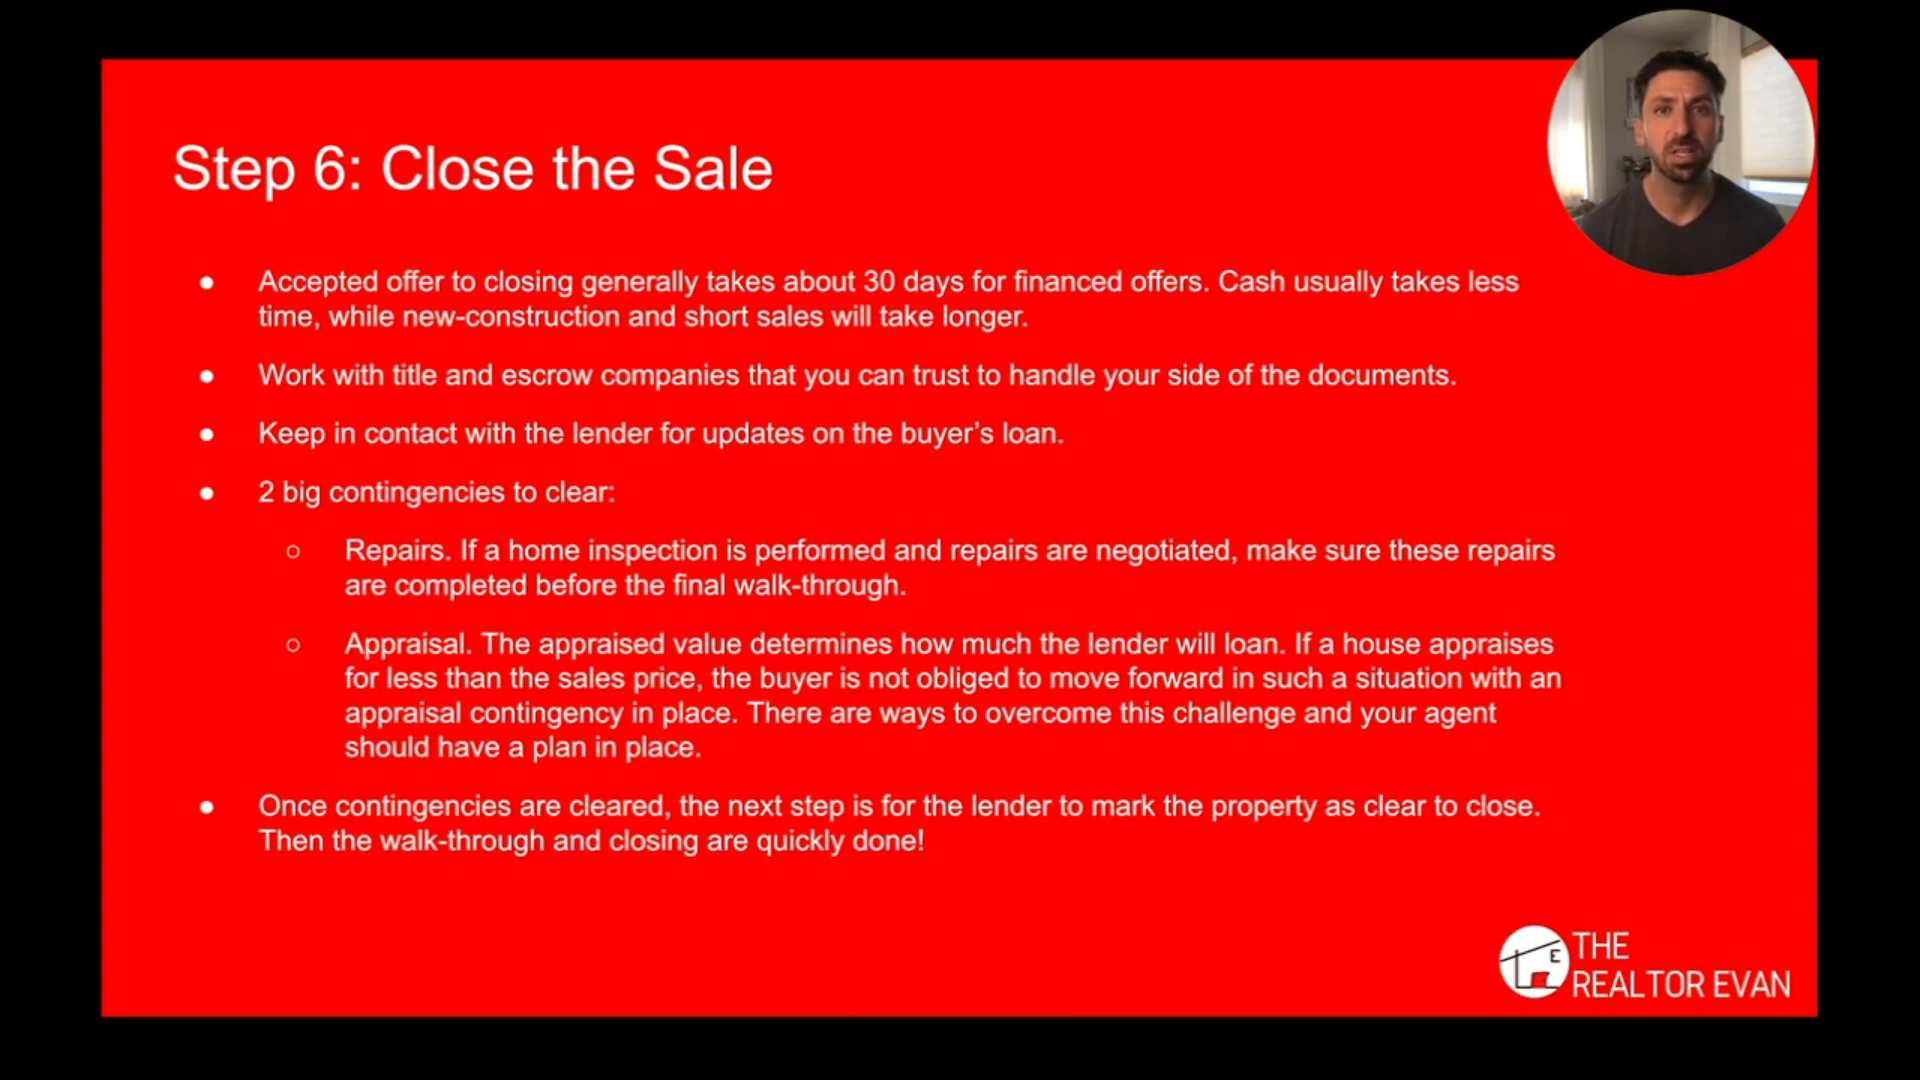 Step 6: Close the Sale
● Accepted offer to closing generally takes about 30 days for financed offers. Cash usually takes less
time, while new-construction and short sales will take longer.
● Work with title and escrow companies that you can trust to handle your side of the documents.
● Keep in contact with the lender for updates on the buyer’s loan.
● 2 big contingencies to clear:
○ Repairs. If a home inspection is performed and repairs are negotiated, make sure these repairs
are completed before the final walk-through.
○ Appraisal. The appraised value determines how much the lender will loan. If a house appraises
for less than the sales price, the buyer is not obliged to move forward in such a situation with an
appraisal contingency in place. There are ways to overcome this challenge and your agent
should have a plan in place.
● Once contingencies are cleared, the next step is for the lender to mark the property as clear to close.
Then the walk-through and closing are quickly done!
E
THE
REALTOR EVAN